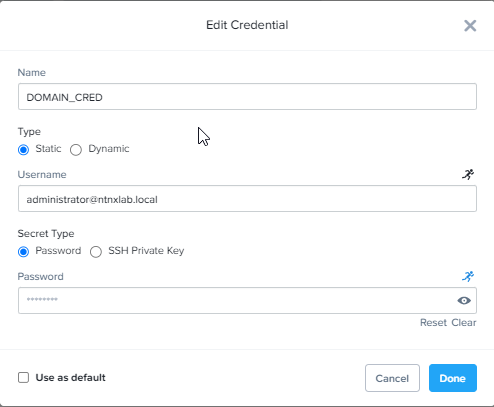 Edit Credential
Name
DOMAIN_CRED
Type
Static Dynamic
Username
administrator@ntnxlab.local
Secret Type
Password SSH Private Key
Password
********
Reset Clear
Use as default Cancel Done